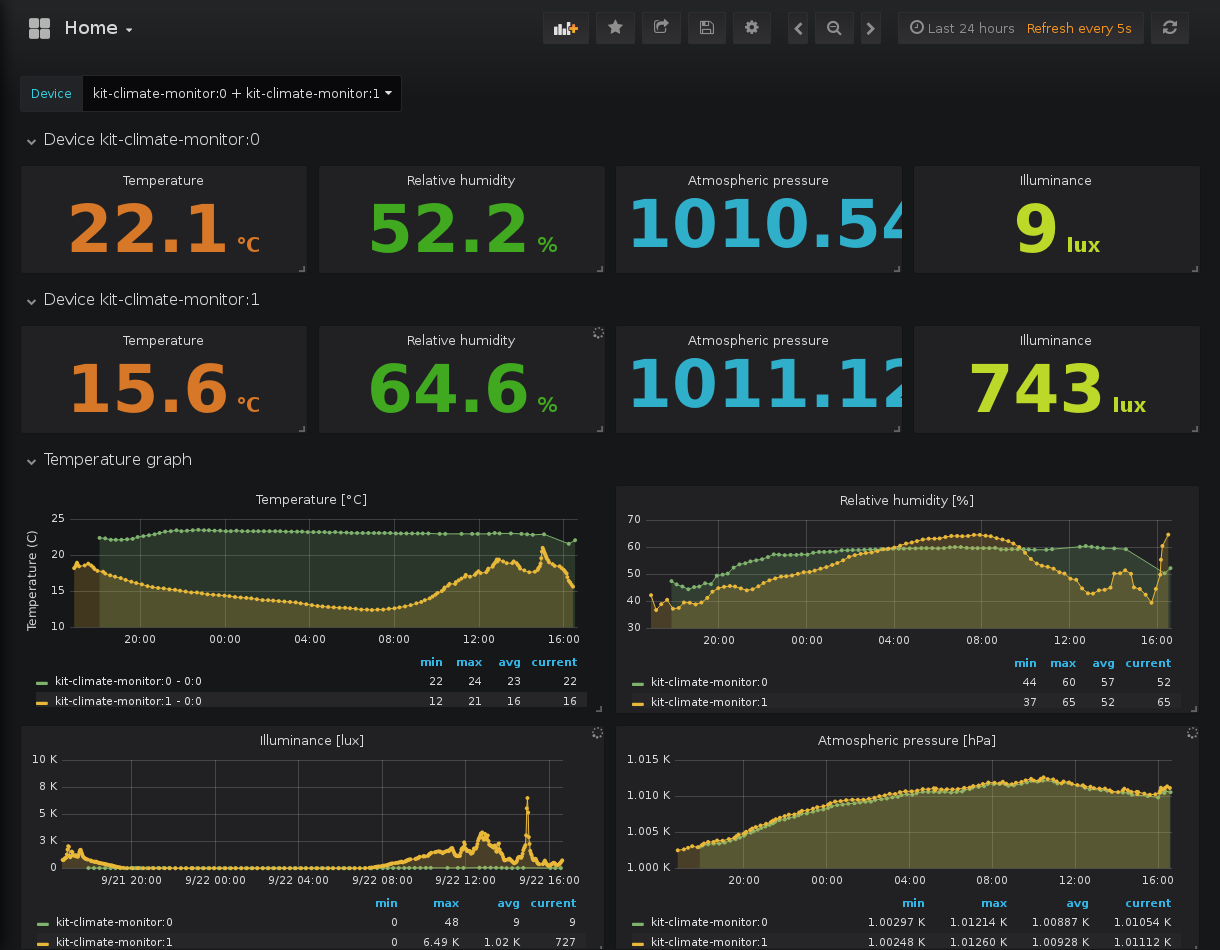 Home
Last 24 hours Refresh every 5s
Device kit-climate-monitor:0 + kit-climate-monitor:1
Device kit-climate-monitor:0
Temperature Relative humidity Atmospheric pressure Illuminance
22.1 °C 52.2 % 1010.54 9 lux
Device kit-climate-monitor:1
Temperature Relative humidity Atmospheric pressure Illuminance
15.6 °C 64.6 % 1011.12 743 lux
Temperature graph
Temperature [°C]
Temperature (C)
25
20
15
10
20:00 00:00 04:00 08:00 12:00 16:00
min max avg current
kit-climate-monitor:0 - 0:0 22 24 23 22
kit-climate-monitor:1 - 0:0 12 21 16 16
Relative humidity [%]
70
60
50
40
30
20:00 00:00 04:00 08:00 12:00 16:00
min max avg current
kit-climate-monitor:0 44 60 57 52
kit-climate-monitor:1 37 65 52 65
Illuminance [lux]
10 K
8 K
5 K
3 K
0
9/21 20:00 9/22 00:00 9/22 04:00 9/22 08:00 9/22 12:00 9/22 16:00
min max avg current
kit-climate-monitor:0 0 48 9 9
kit-climate-monitor:1 0 6.49 K 1.02 K 727
Atmospheric pressure [hPa]
1.015 K
1.010 K
1.005 K
1.000 K
20:00 00:00 04:00 08:00 12:00 16:00
min max avg current
kit-climate-monitor:0 1.00297 K 1.01214 K 1.00887 K 1.01054 K
kit-climate-monitor:1 1.00248 K 1.01260 K 1.00928 K 1.01112 K